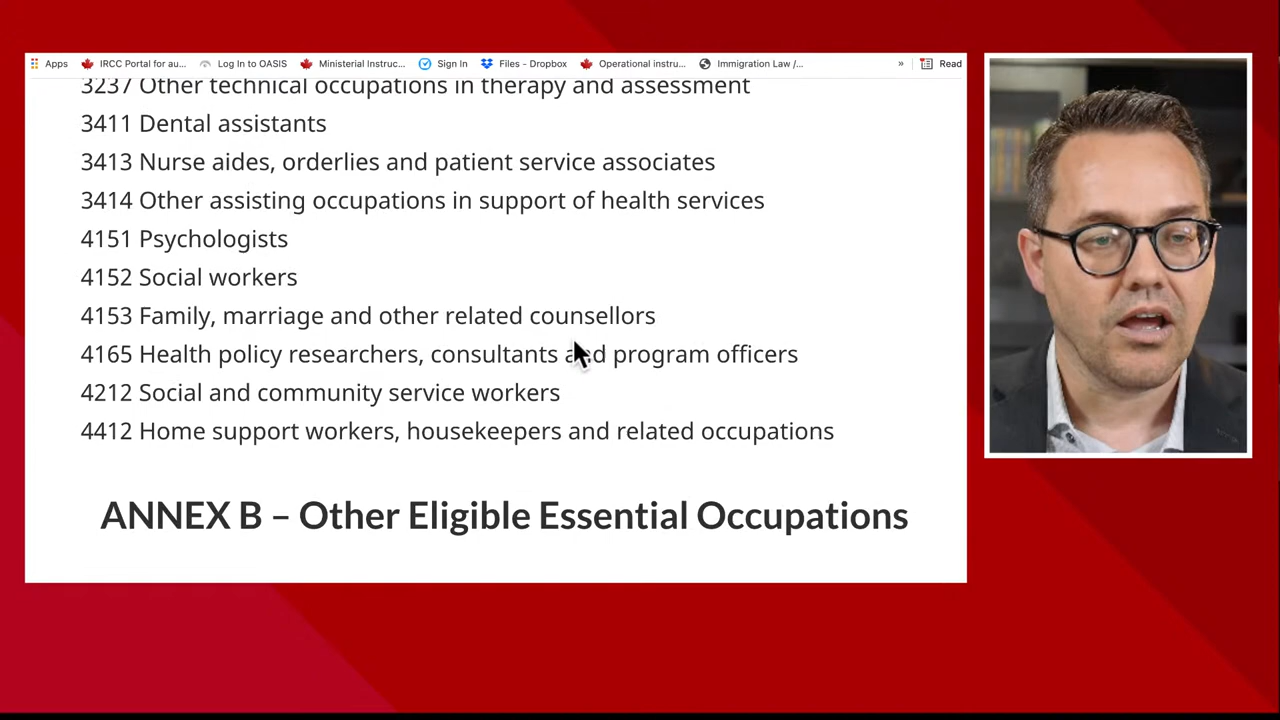 Apps IRCC Portal for au... Log In to OASIS Ministerial Instruc... Sign In Files - Dropbox Operational instru... Immigration Law /... » Read
3237 Other technical occupations in therapy and assessment
3411 Dental assistants
3413 Nurse aides, orderlies and patient service associates
3414 Other assisting occupations in support of health services
4151 Psychologists
4152 Social workers
4153 Family, marriage and other related counsellors
4165 Health policy researchers, consultants and program officers
4212 Social and community service workers
4412 Home support workers, housekeepers and related occupations
ANNEX B – Other Eligible Essential Occupations